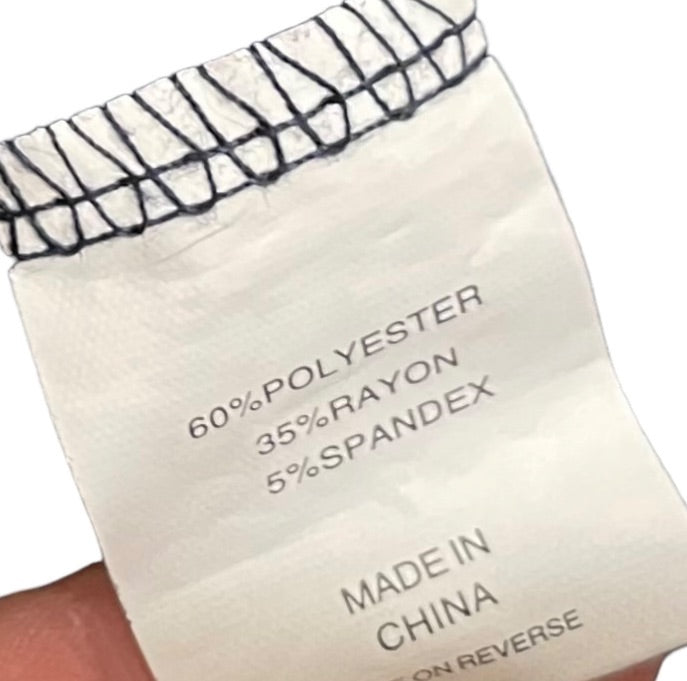 60%POLYESTER
35%RAYON
5%SPANDEX
MADE IN
CHINA
ON REVERSE